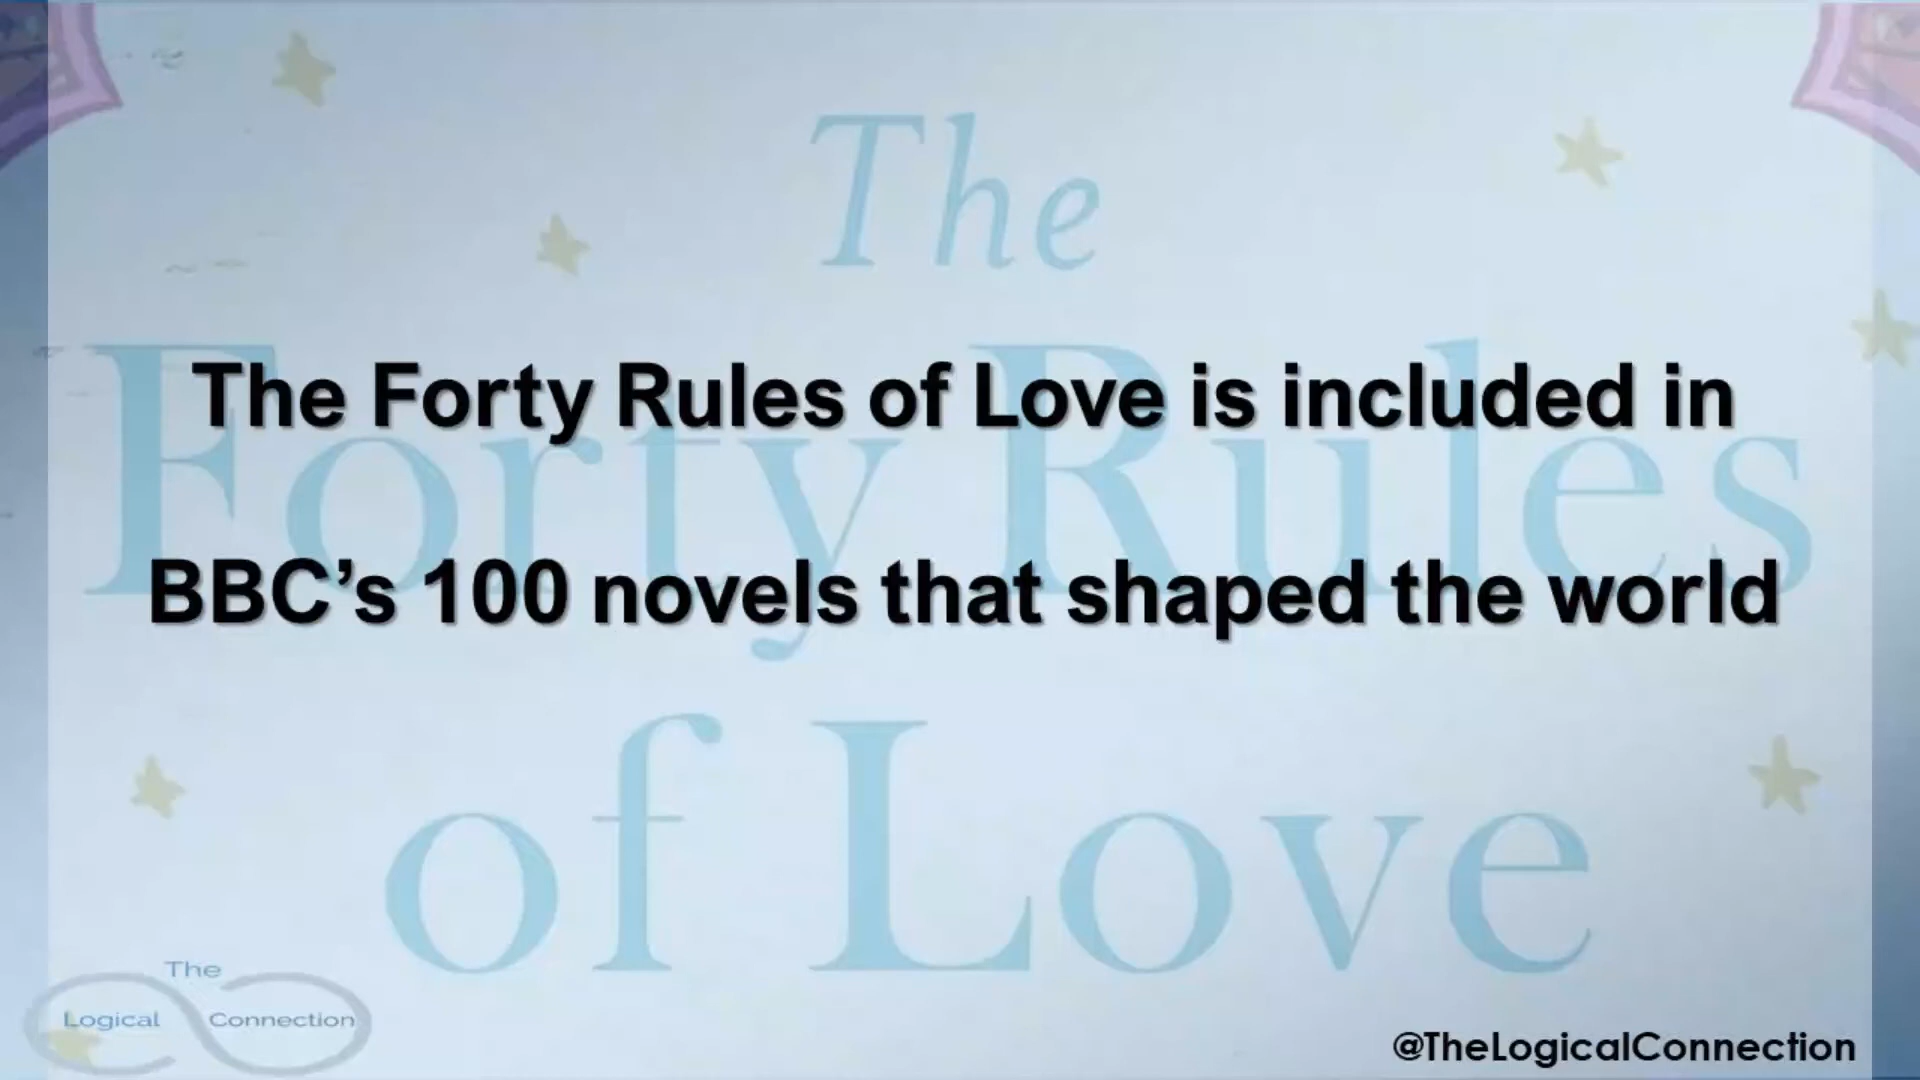 The
Forty Rules
of Love
The Forty Rules of Love is included in
BBC’s 100 novels that shaped the world
The
Logical Connection
@TheLogicalConnection